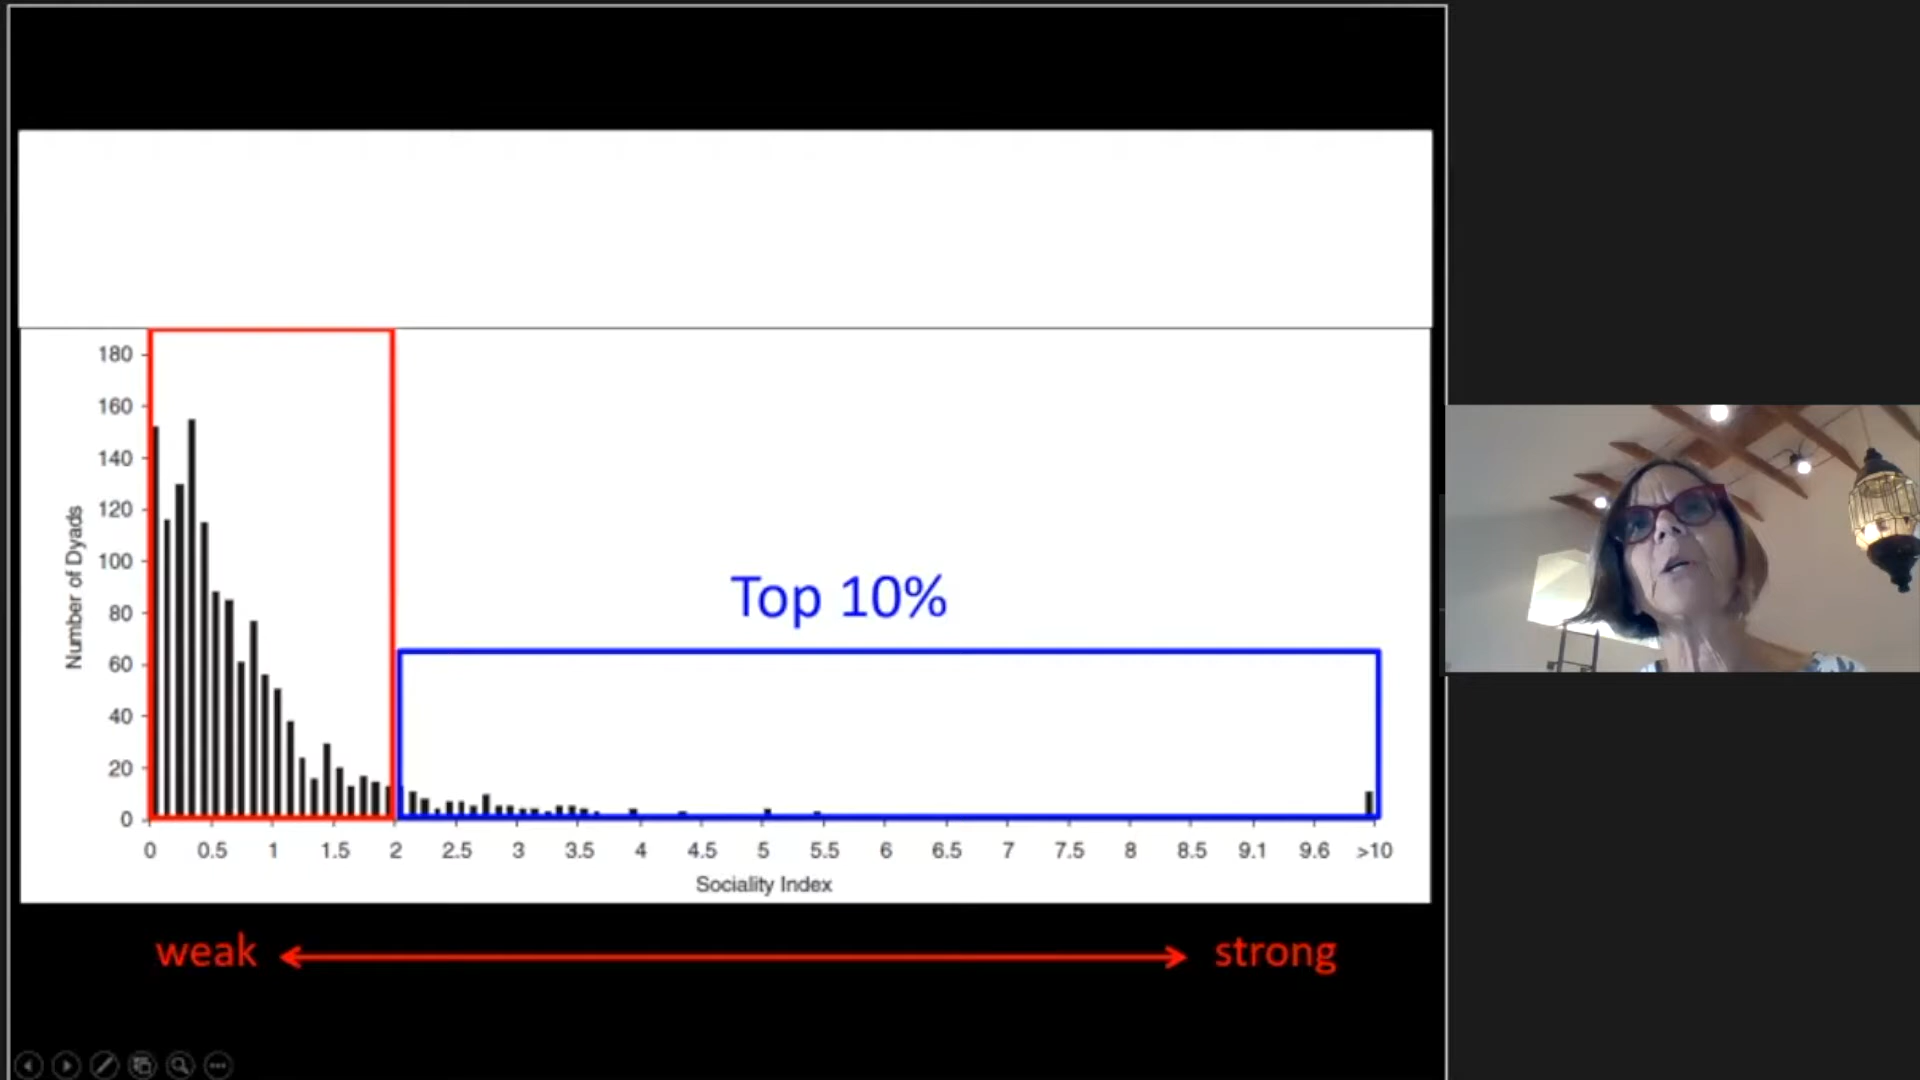 180
160
140
120
100
80
60
40
20
0
Number of Dyads
Top 10%
0 0.5 1 1.5 2 2.5 3 3.5 4 4.5 5 5.5 6 6.5 7 7.5 8 8.5 9.1 9.6 >10
Sociality Index
weak strong